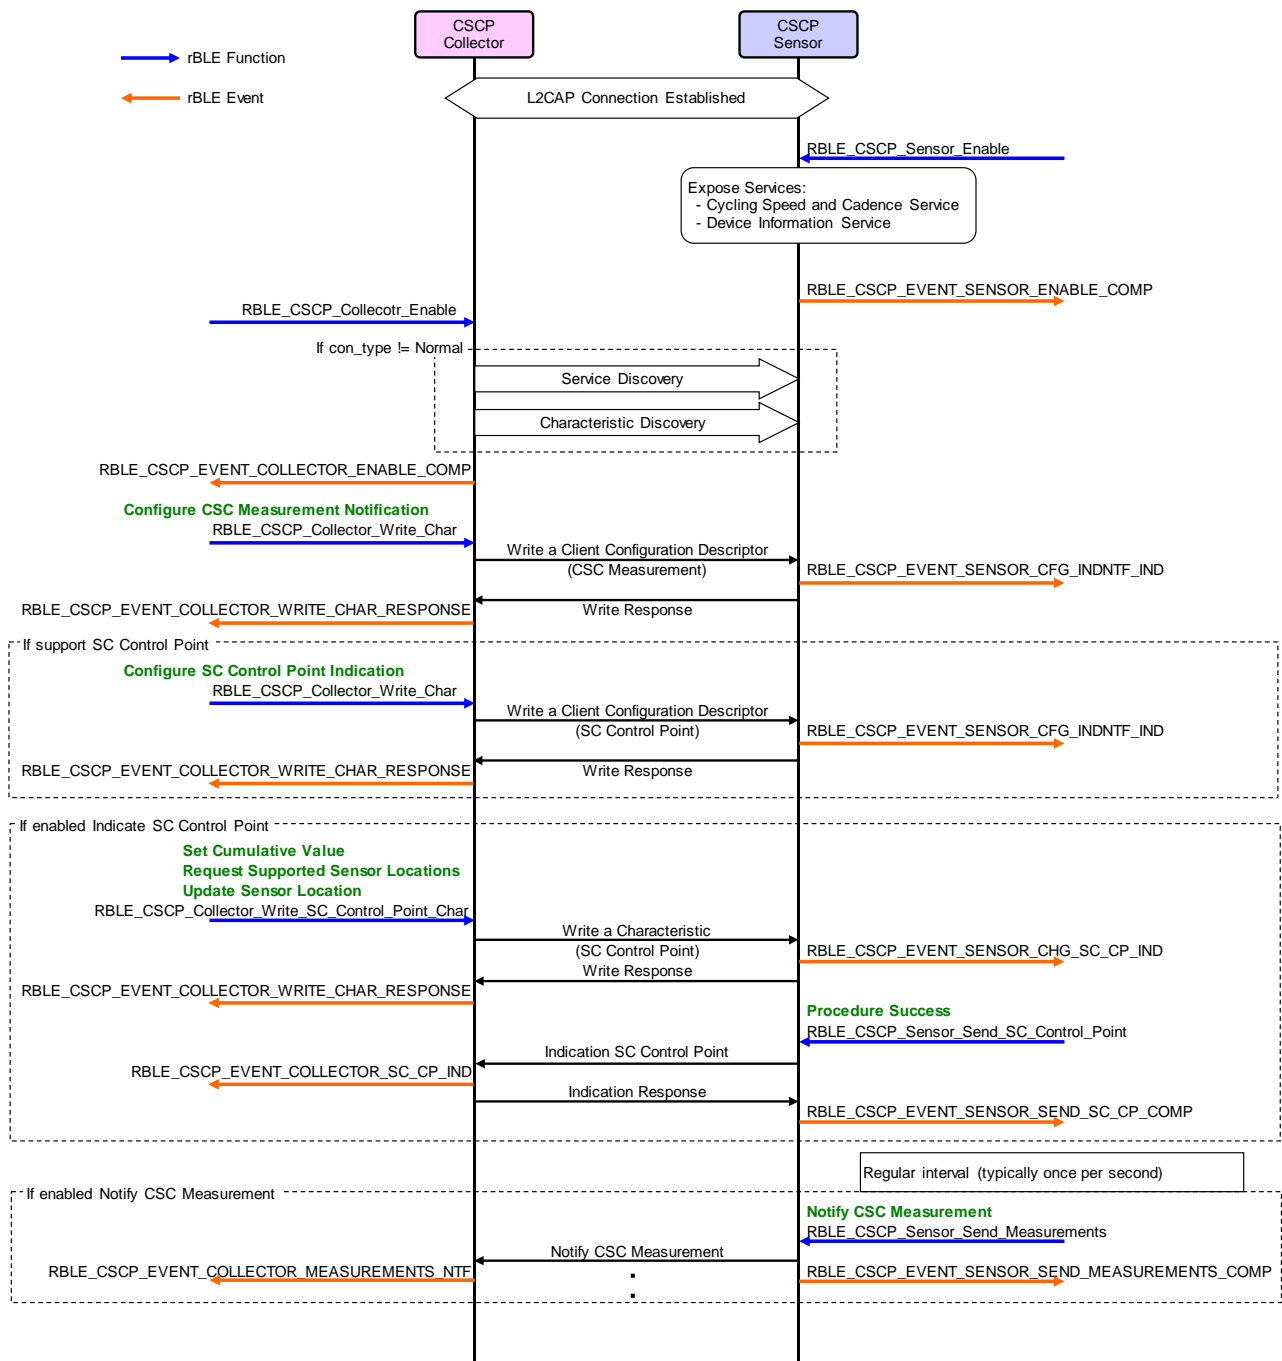 CSCP
Collector
CSCP
Sensor
rBLE Function
rBLE Event
L2CAP Connection Established
RBLE_CSCP_Sensor_Enable
Expose Services:
- Cycling Speed and Cadence Service
- Device Information Service
RBLE_CSCP_EVENT_SENSOR_ENABLE_COMP
RBLE_CSCP_Collecotr_Enable
If con_type != Normal
Service Discovery
Characteristic Discovery
RBLE_CSCP_EVENT_COLLECTOR_ENABLE_COMP
Configure CSC Measurement Notification
RBLE_CSCP_Collector_Write_Char
Write a Client Configuration Descriptor
(CSC Measurement)
RBLE_CSCP_EVENT_SENSOR_CFG_INDNTF_IND
Write Response
RBLE_CSCP_EVENT_COLLECTOR_WRITE_CHAR_RESPONSE
If support SC Control Point
Configure SC Control Point Indication
RBLE_CSCP_Collector_Write_Char
Write a Client Configuration Descriptor
(SC Control Point)
RBLE_CSCP_EVENT_SENSOR_CFG_INDNTF_IND
Write Response
RBLE_CSCP_EVENT_COLLECTOR_WRITE_CHAR_RESPONSE
If enabled Indicate SC Control Point
Set Cumulative Value
Request Supported Sensor Locations
Update Sensor Location
RBLE_CSCP_Collector_Write_SC_Control_Point_Char
Write a Characteristic
(SC Control Point)
RBLE_CSCP_EVENT_SENSOR_CHG_SC_CP_IND
Write Response
RBLE_CSCP_EVENT_COLLECTOR_WRITE_CHAR_RESPONSE
Procedure Success
RBLE_CSCP_Sensor_Send_SC_Control_Point
Indication SC Control Point
RBLE_CSCP_EVENT_COLLECTOR_SC_CP_IND
Indication Response
RBLE_CSCP_EVENT_SENSOR_SEND_SC_CP_COMP
Regular interval (typically once per second)
If enabled Notify CSC Measurement
Notify CSC Measurement
RBLE_CSCP_Sensor_Send_Measurements
Notify CSC Measurement
RBLE_CSCP_EVENT_COLLECTOR_MEASUREMENTS_NTF
RBLE_CSCP_EVENT_SENSOR_SEND_MEASUREMENTS_COMP